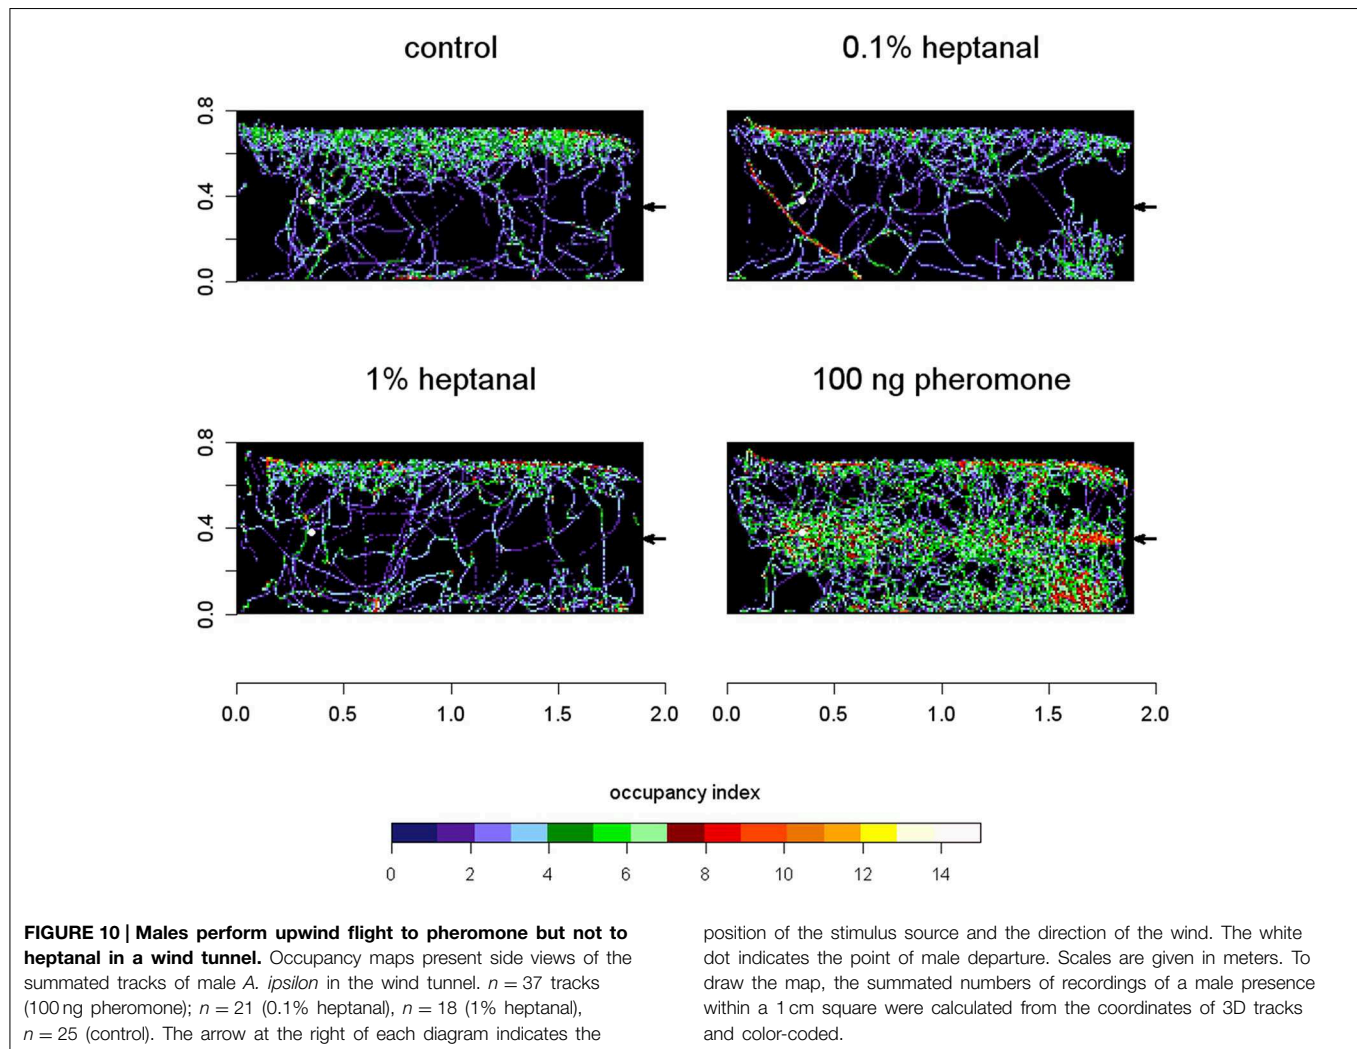 control
0.1% heptanal
0.8
0.4
0.0
1% heptanal
100 ng pheromone
0.8
0.4
0.0
0.0 0.5 1.0 1.5 2.0
0.0 0.5 1.0 1.5 2.0
occupancy index
0 2 4 6 8 10 12 14
FIGURE 10 | Males perform upwind flight to pheromone but not to
heptanal in a wind tunnel. Occupancy maps present side views of the
summated tracks of male A. ipsilon in the wind tunnel. n = 37 tracks
(100 ng pheromone); n = 21 (0.1% heptanal), n = 18 (1% heptanal),
n = 25 (control). The arrow at the right of each diagram indicates the
position of the stimulus source and the direction of the wind. The white
dot indicates the point of male departure. Scales are given in meters. To
draw the map, the summated numbers of recordings of a male presence
within a 1 cm square were calculated from the coordinates of 3D tracks
and color-coded.